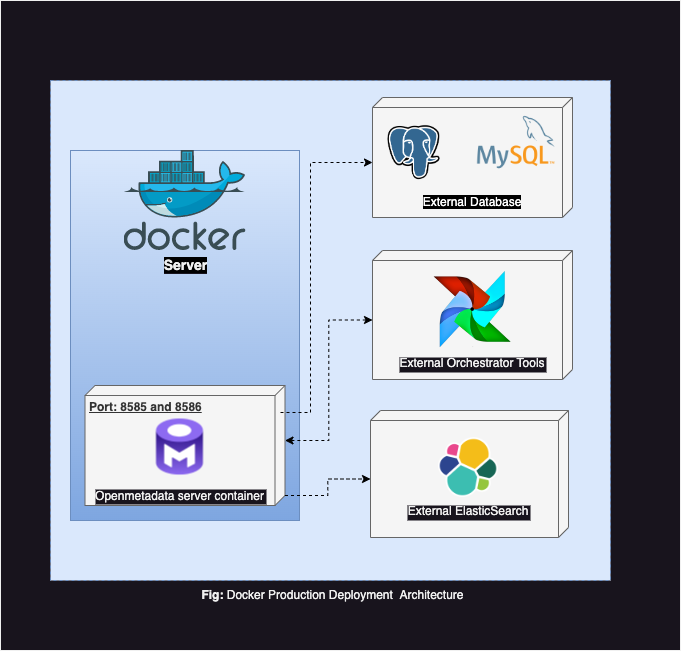 docker
Server
Port: 8585 and 8586
Openmetadata server container
MySQL™
External Database
External Orchestrator Tools
External ElasticSearch
Fig: Docker Production Deployment  Architecture